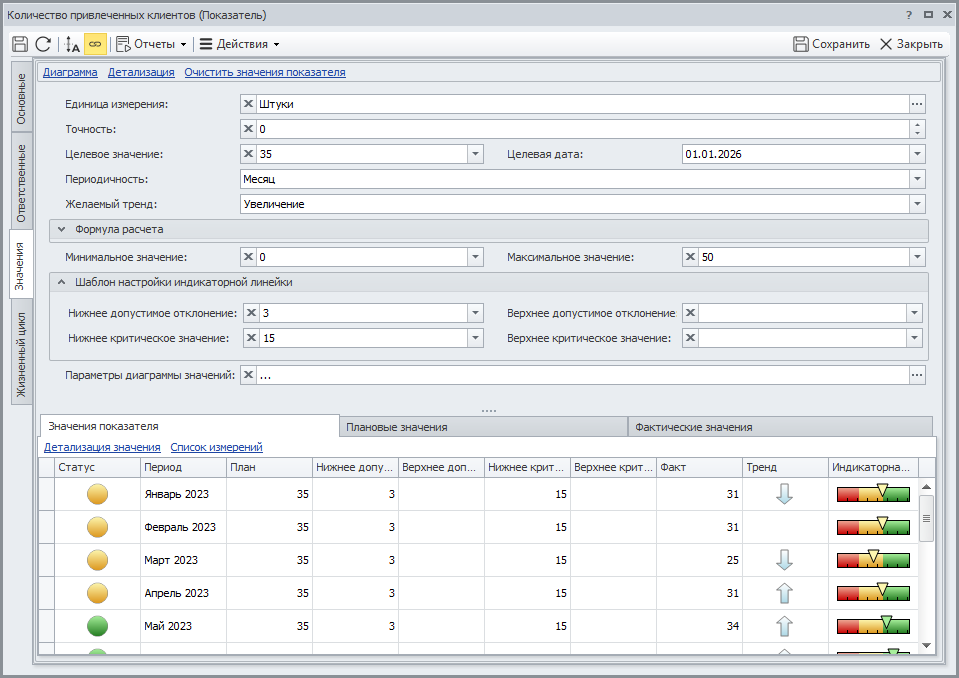 Количество привлеченных клиентов (Показатель)
Отчеты
Действия
Сохранить
Закрыть
Основные
Ответственные
Значения
Жизненный цикл
Диаграмма Детализация Очистить значения показателя
Единица измерения: Штуки
Точность: 0
Целевое значение: 35 Целевая дата: 01.01.2026
Периодичность: Месяц
Желаемый тренд: Увеличение
Формула расчета
Минимальное значение: 0 Максимальное значение: 50
Шаблон настройки индикаторной линейки
Нижнее допустимое отклонение: 3 Верхнее допустимое отклонение
Нижнее критическое значение: 15 Верхнее критическое значение:
Параметры диаграммы значений: ...
Значения показателя Плановые значения Фактические значения
Детализация значения Список измерений
Статус Период План Нижнее допу... Верхнее доп... Нижнее крит... Верхнее крит... Факт Тренд Индикаторна...
Январь 2023 35 3 15 31
Февраль 2023 35 3 15 31
Март 2023 35 3 15 25
Апрель 2023 35 3 15 31
Май 2023 35 3 15 34